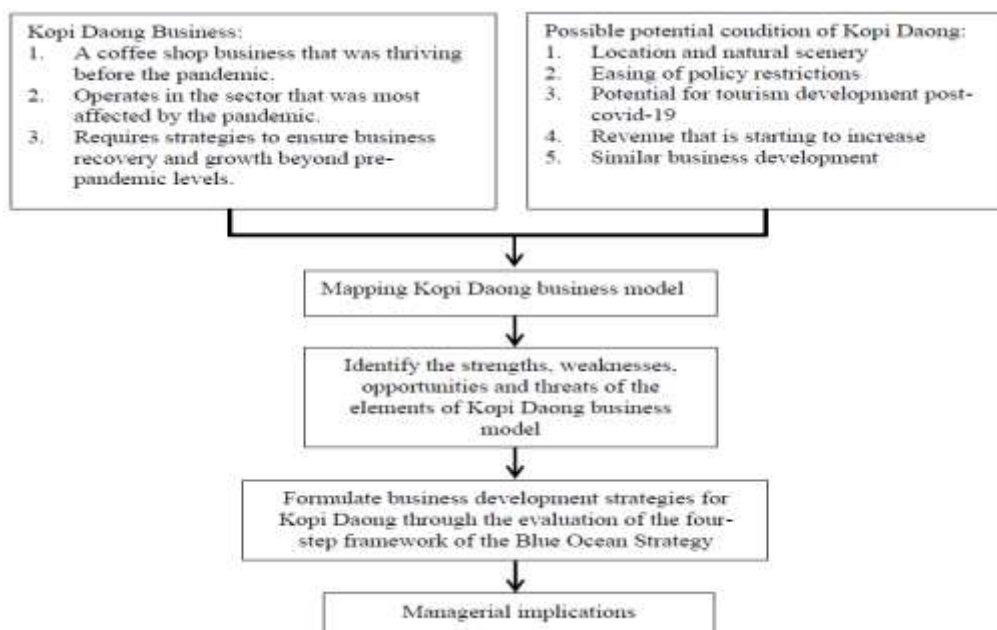 Kopi Daong Business:
1. A coffee shop business that was thriving
before the pandemic.
2. Operates in the sector that was most
affected by the pandemic.
3. Requires strategies to ensure business
recovery and growth beyond pre-
pandemic levels.
Possible potential condition of Kopi Daong:
1. Location and natural scenery
2. Easing of policy restrictions
3. Potential for tourism development post-
covid-19
4. Revenue that is starting to increase
5. Similar business development
Mapping Kopi Daong business model
Identify the strengths, weaknesses,
opportunities and threats of the
elements of Kopi Daong business
model
Formulate business development strategies for
Kopi Daong through the evaluation of the four-
step framework of the Blue Ocean Strategy
Managerial implications